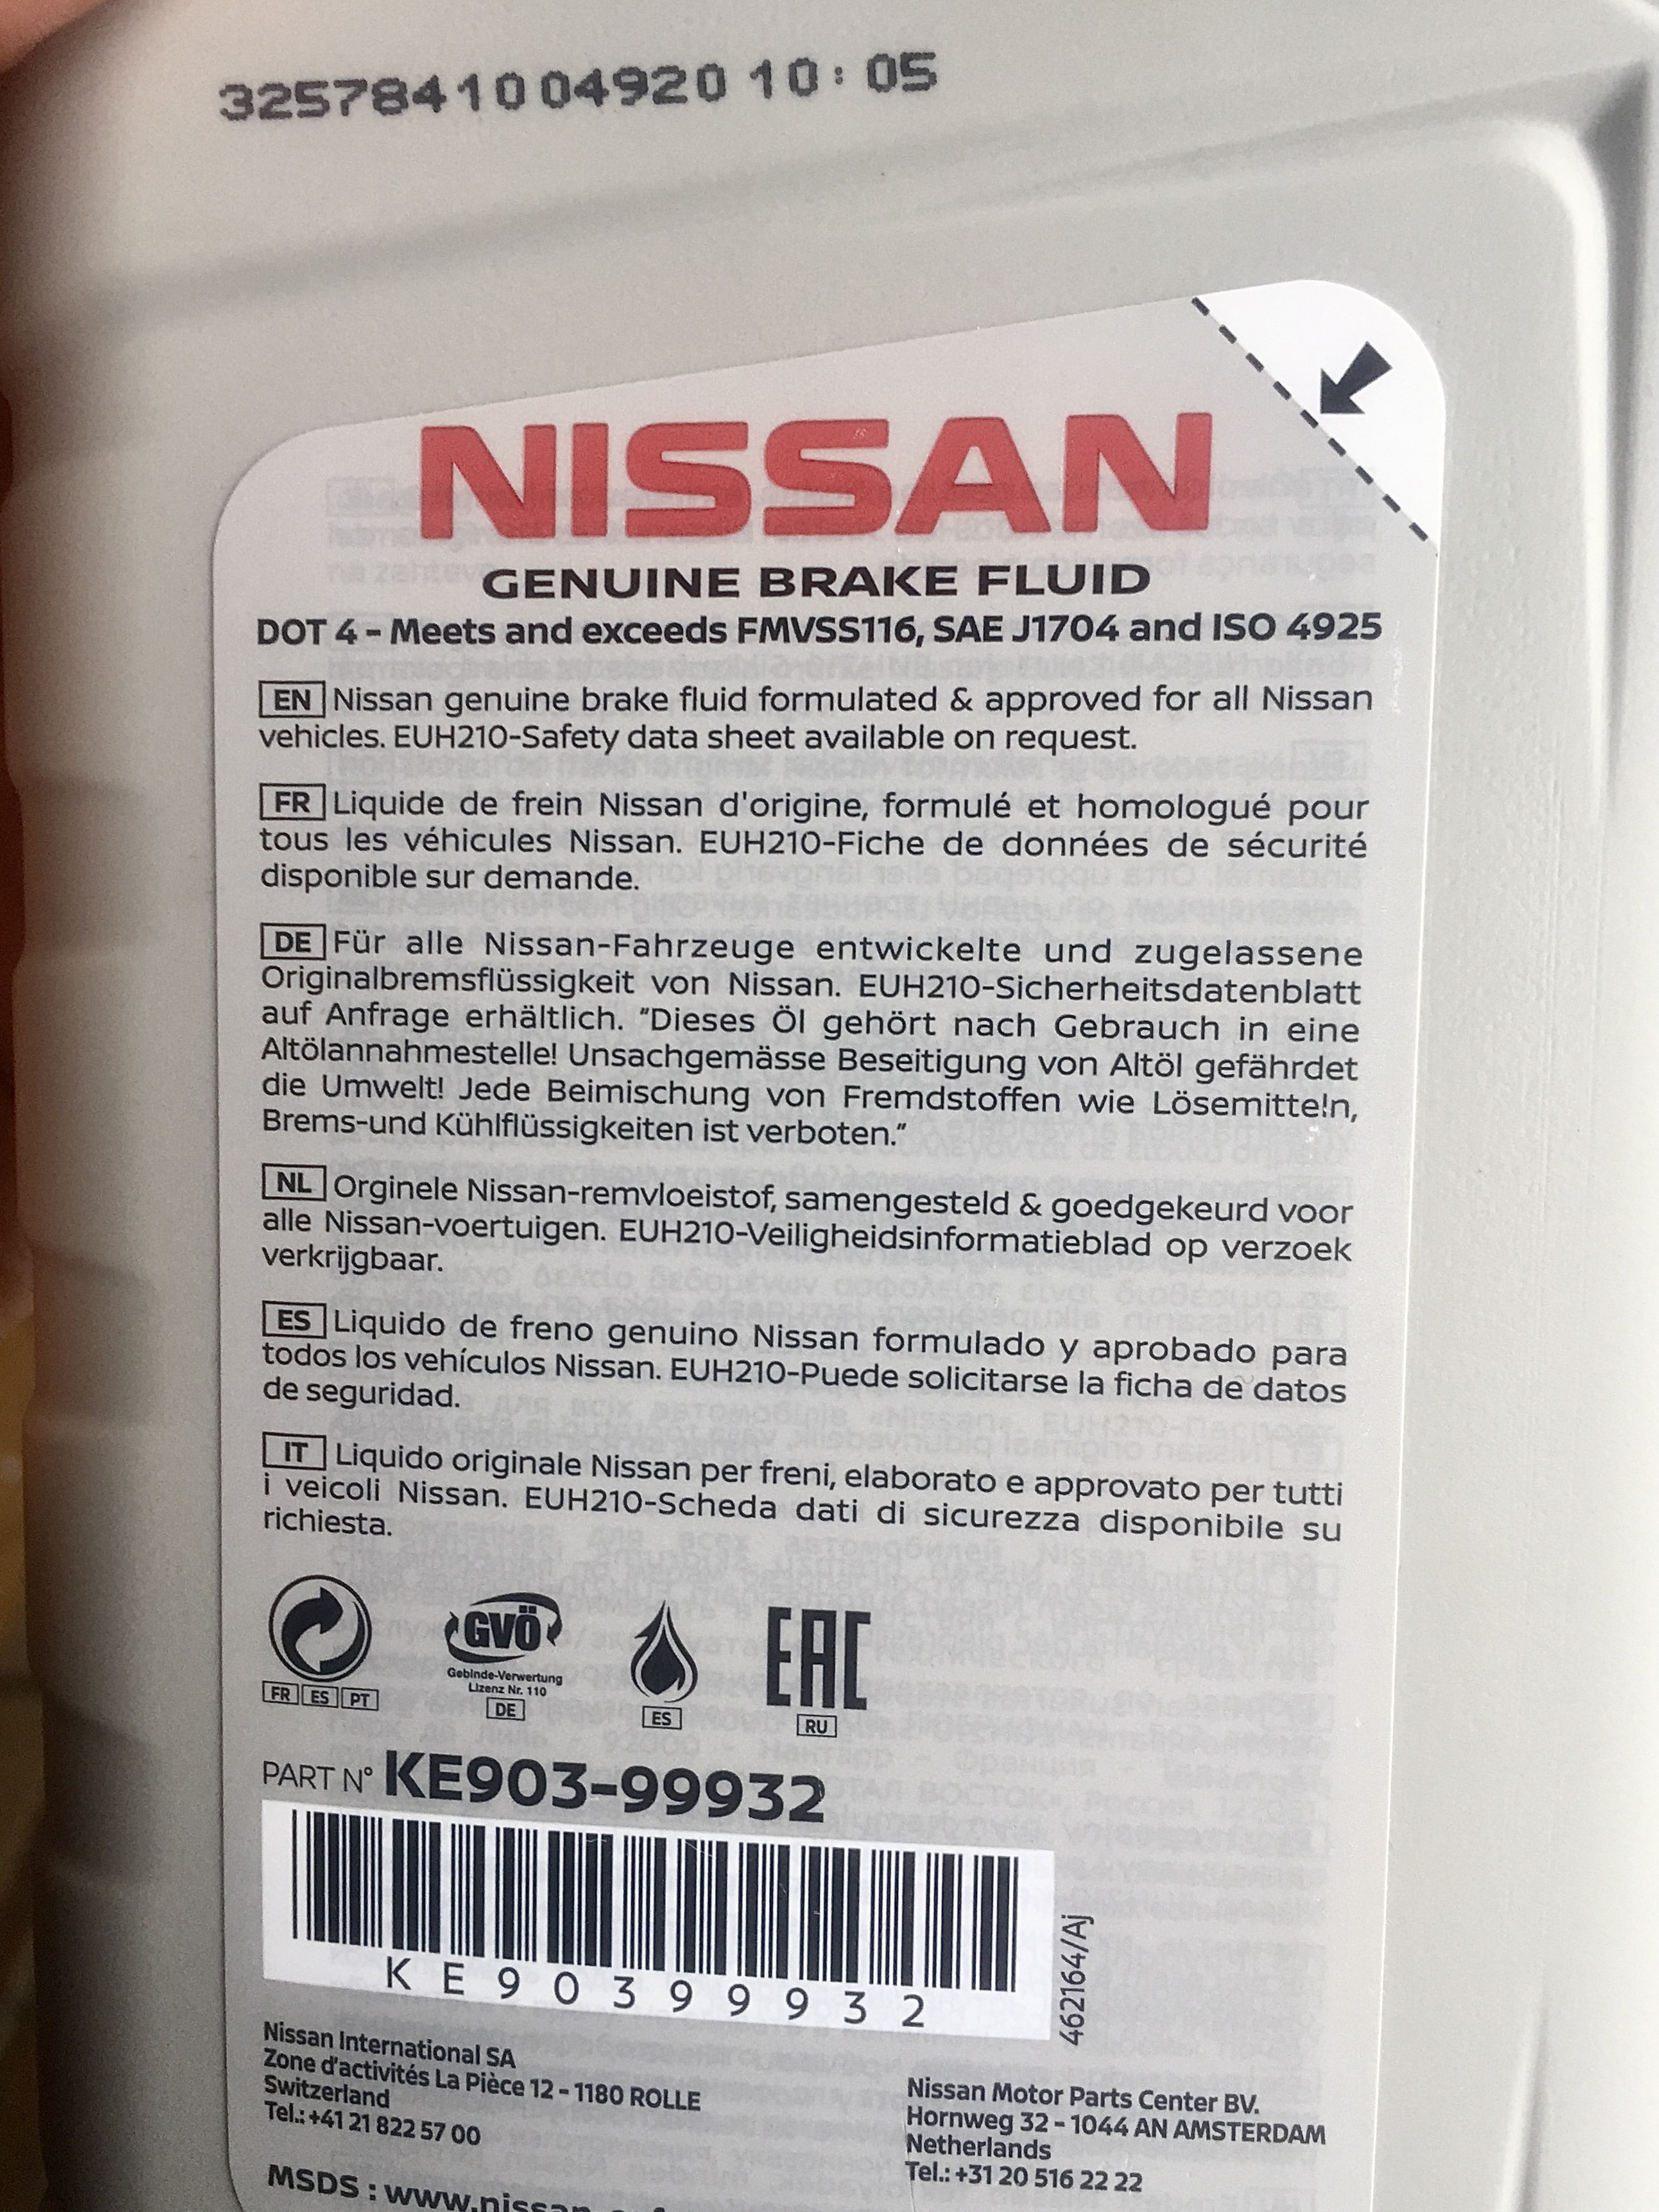 3257841004920 10:05
NISSAN
GENUINE BRAKE FLUID
DOT 4 - Meets and exceeds FMVSS116, SAE J1704 and ISO 4925
EN Nissan genuine brake fluid formulated & approved for all Nissan
vehicles. EUH210-Safety data sheet available on request.
FR Liquide de frein Nissan d'origine, formulé et homologué pour
tous les véhicules Nissan. EUH210-Fiche de données de sécurité
disponible sur demande.
DE Für alle Nissan-Fahrzeuge entwickelte und zugelassene
Originalbremsflüssigkeit von Nissan. EUH210-Sicherheitsdatenblatt
auf Anfrage erhältlich. "Dieses Öl gehört nach Gebrauch in eine
Altölannahmestelle! Unsachgemässe Beseitigung von Altöl gefährdet
die Umwelt! Jede Beimischung von Fremdstoffen wie Lösemitteln,
Brems-und Kühlflüssigkeiten ist verboten."
NL Orginele Nissan-remvloeistof, samengesteld & goedgekeurd voor
alle Nissan-voertuigen. EUH210-Veiligheidsinformatieblad op verzoek
verkrijgbaar.
ES Liquido de freno genuino Nissan formulado y aprobado para
todos los vehículos Nissan. EUH210-Puede solicitarse la ficha de datos
de seguridad.
IT Liquido originale Nissan per freni, elaborato e approvato per tutti
i veicoli Nissan. EUH210-Scheda dati di sicurezza disponibile su
richiesta.
FR ES PT
GVÖ
Gebinde-Verwertung
Lizenz Nr. 110
DE
ES
EAC
RU
PART N° KE903-99932
KE90399932
462164/Aj
Nissan International SA
Zone d'activités La Pièce 12 - 1180 ROLLE
Switzerland
Tel.: +41 21 822 57 00
Nissan Motor Parts Center BV.
Hornweg 32 - 1044 AN AMSTERDAM
Netherlands
Tel.: +31 20 516 22 22
MSDS : www.nissan